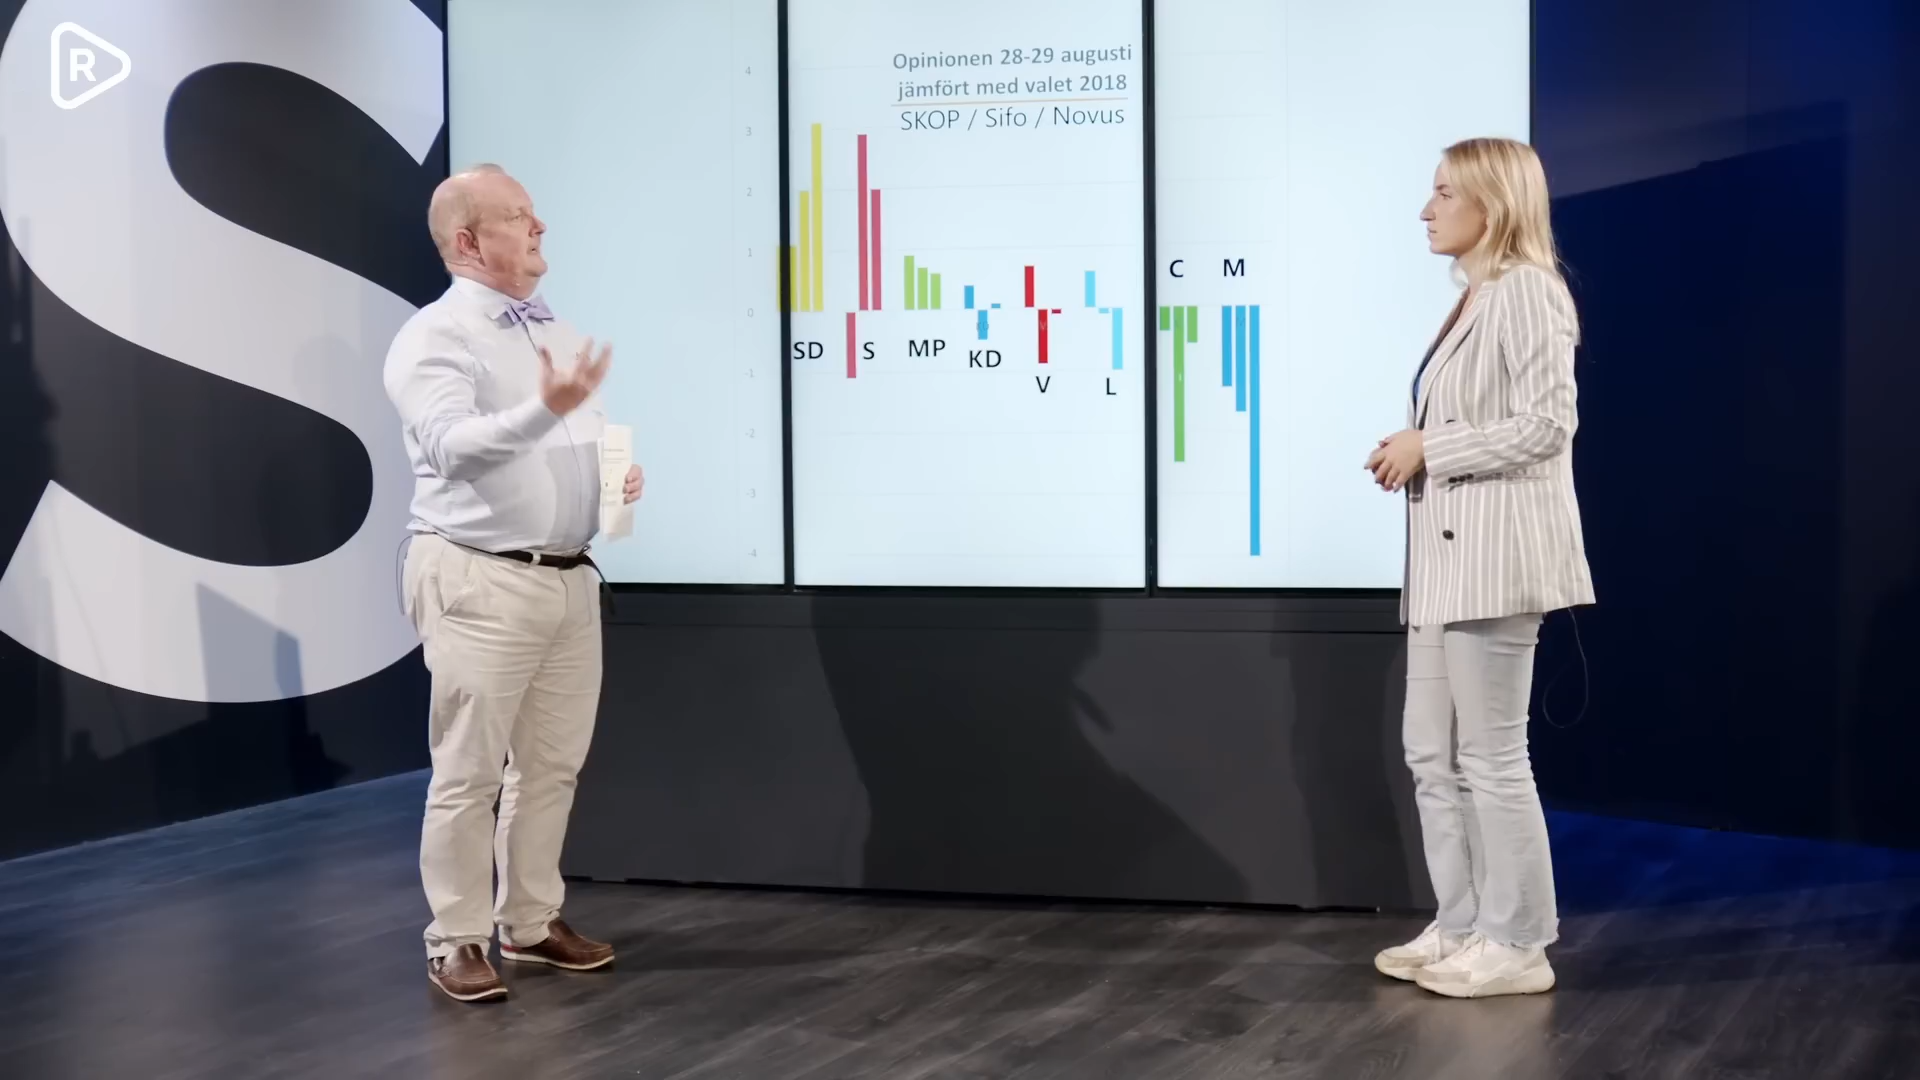 R
S
Opinionen 28-29 augusti
jämfört med valet 2018
SKOP / Sifo / Novus
4
3
2
1
0
-1
-2
-3
-4
SD
S
MP
KD
V
L
C
M